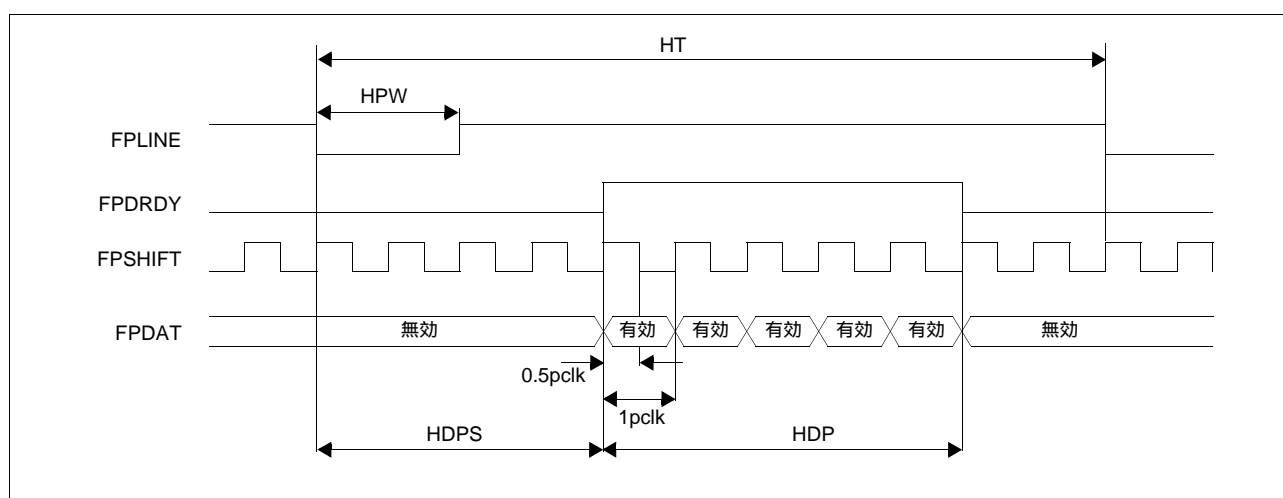 HT
HPW
FPLINE
FPDRDY
FPSHIFT
FPDAT
無効 有効 有効 有効 有効 有効 無効
0.5pclk
1pclk
HDPS HDP